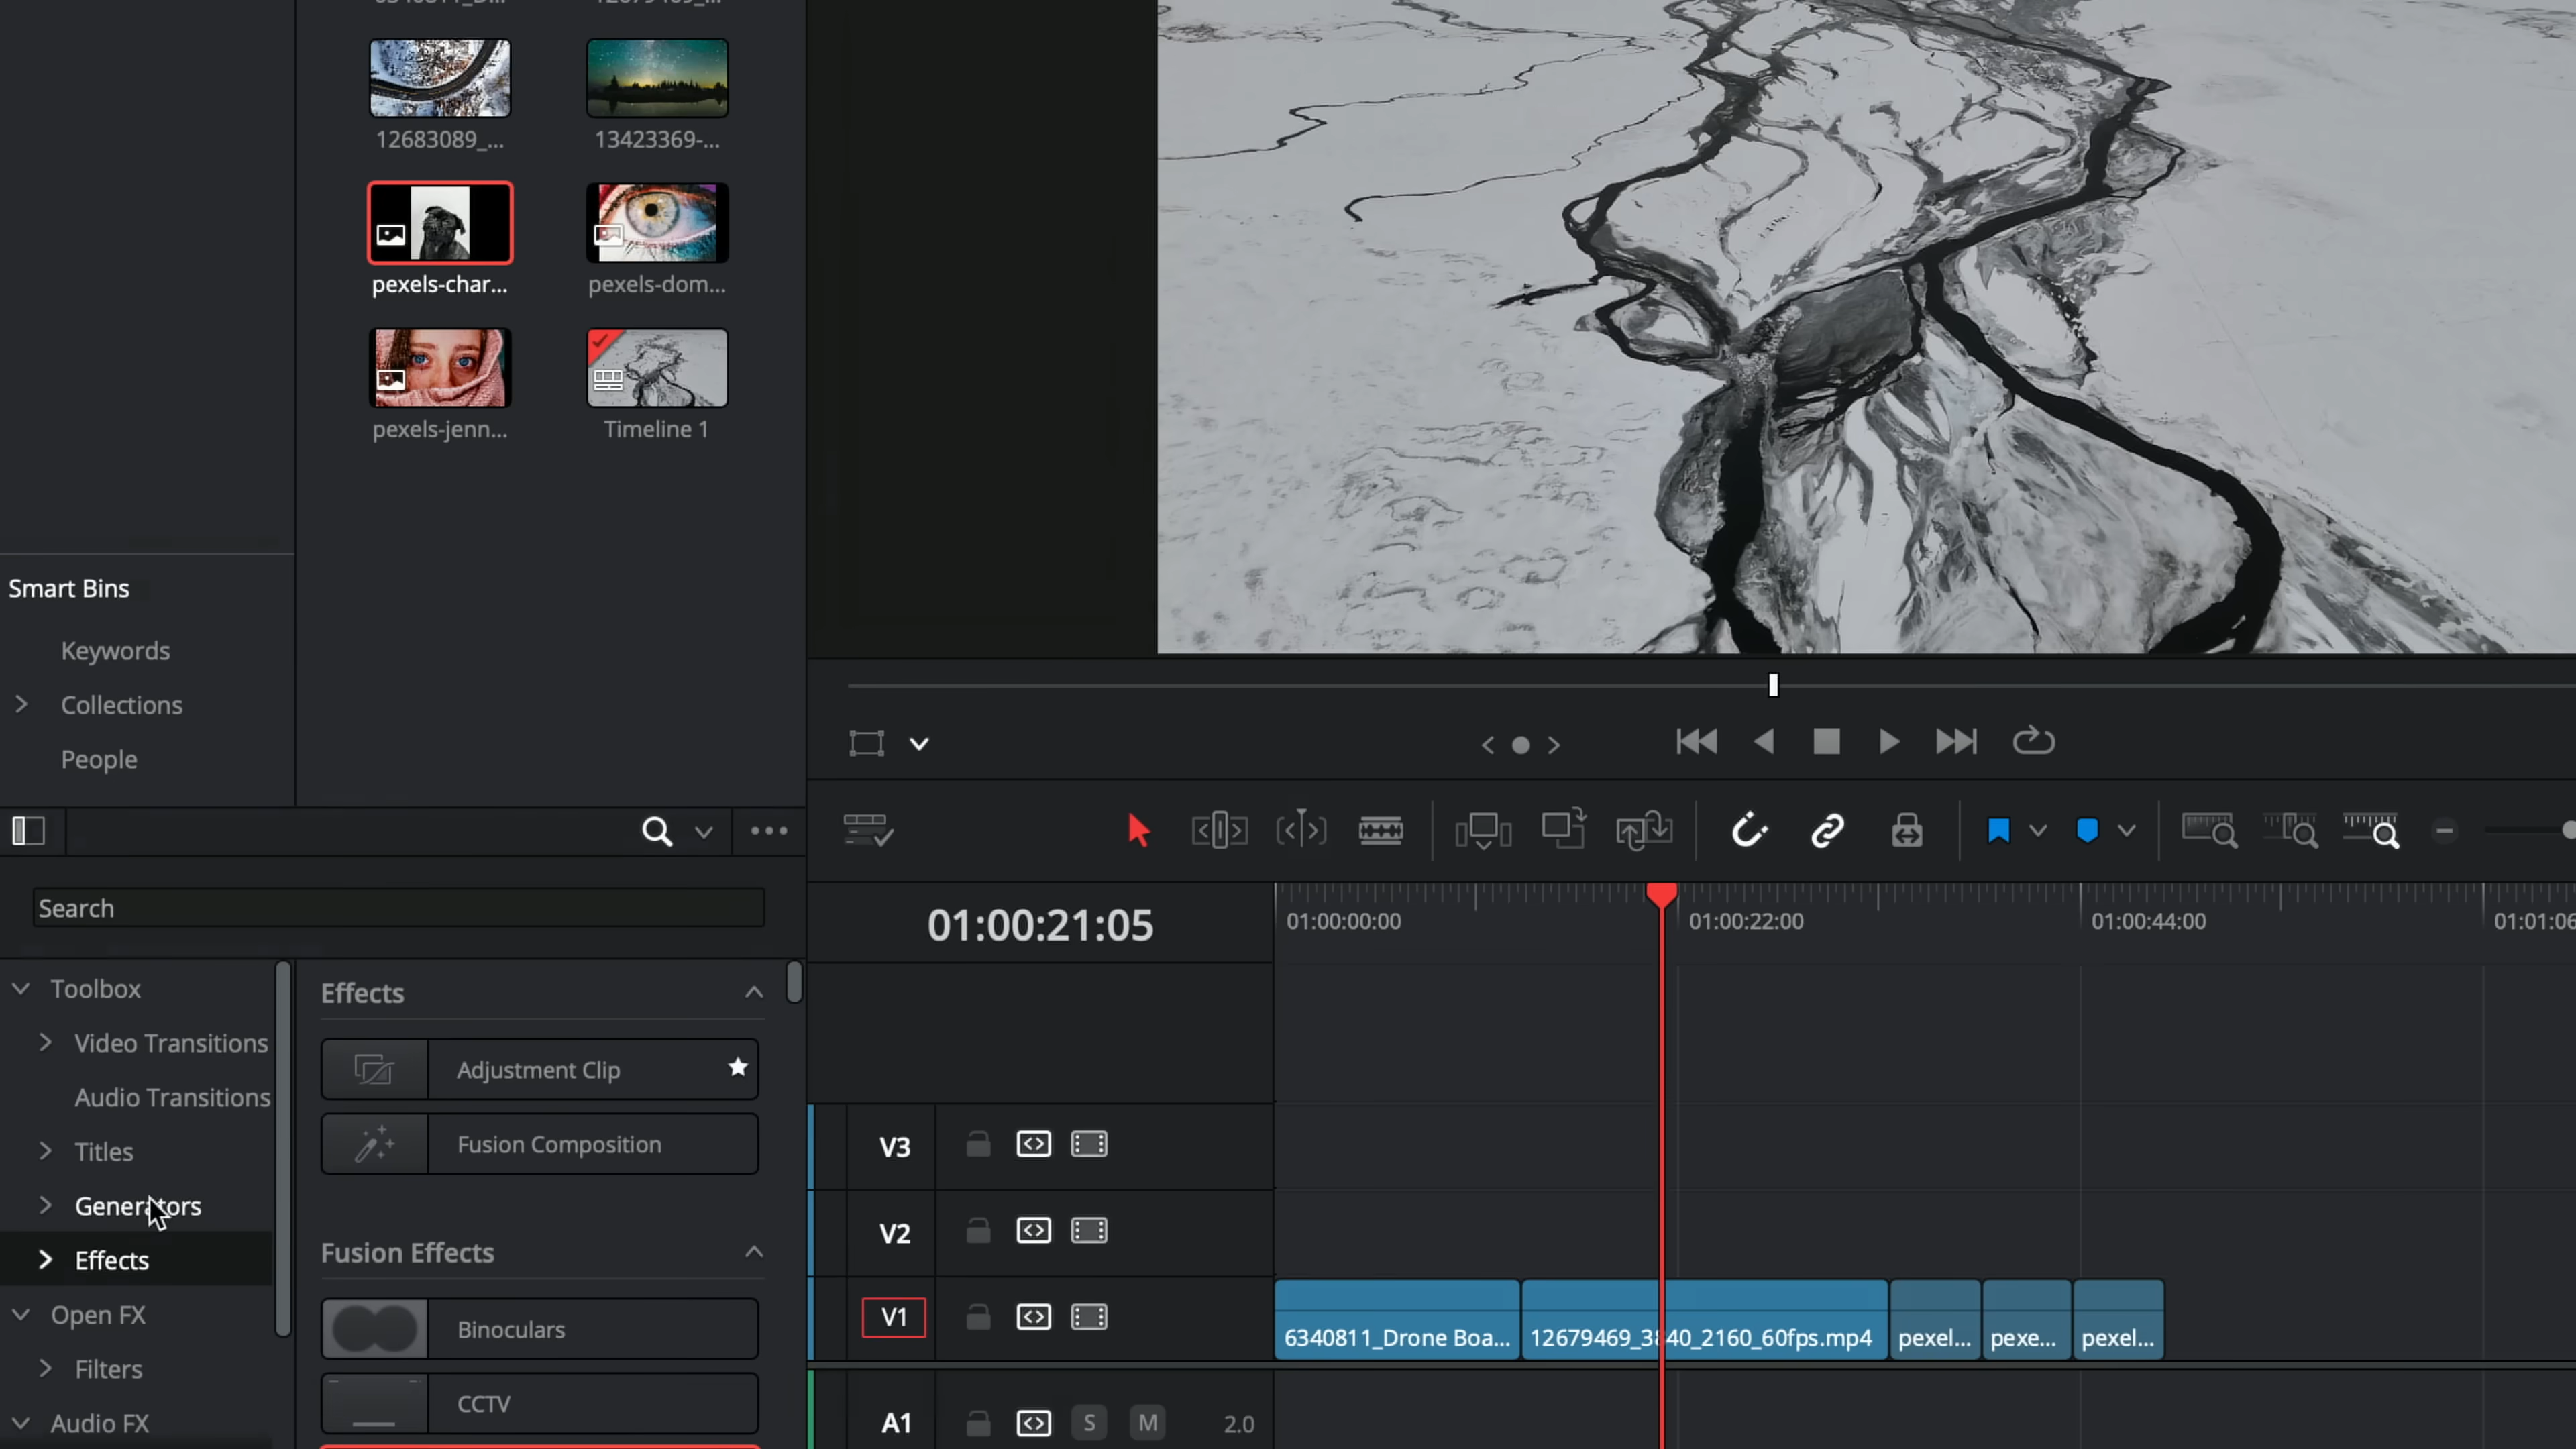 12683089_...
13423369-...
pexels-char...
pexels-dom...
pexels-jenn...
Timeline 1
Smart Bins
Keywords
Collections
People
Search
Toolbox
Video Transitions
Audio Transitions
Titles
Generators
Effects
Open FX
Filters
Audio FX
Effects
Adjustment Clip
Fusion Composition
Fusion Effects
Binoculars
CCTV
01:00:21:05
01:00:00:00
01:00:22:00
01:00:44:00
01:01:06
V3
V2
V1
6340811_Drone Boa...
12679469_3840_2160_60fps.mp4
pexel...
pexe...
pexel...
A1
S
M
2.0